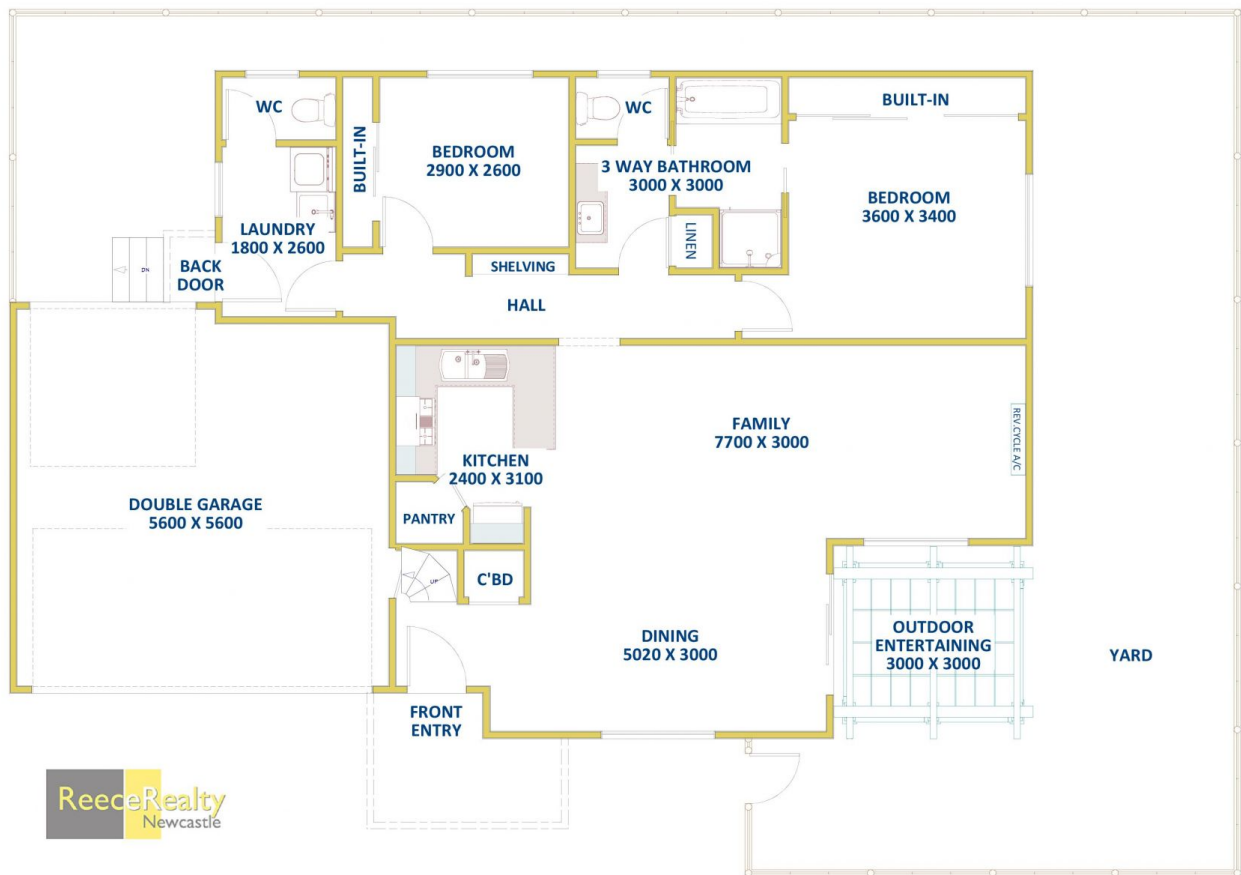 WC
BUILT-IN
BEDROOM
2900 X 2600
WC
3 WAY BATHROOM
3000 X 3000
BUILT-IN
BEDROOM
3600 X 3400
LAUNDRY
1800 X 2600
BACK
DOOR
DN
LINEN
SHELVING
HALL
FAMILY
7700 X 3000
REV.CYCLE A/C
KITCHEN
2400 X 3100
PANTRY
DOUBLE GARAGE
5600 X 5600
UP
C'BD
DINING
5020 X 3000
OUTDOOR
ENTERTAINING
3000 X 3000
YARD
FRONT
ENTRY
ReeceRealty
Newcastle